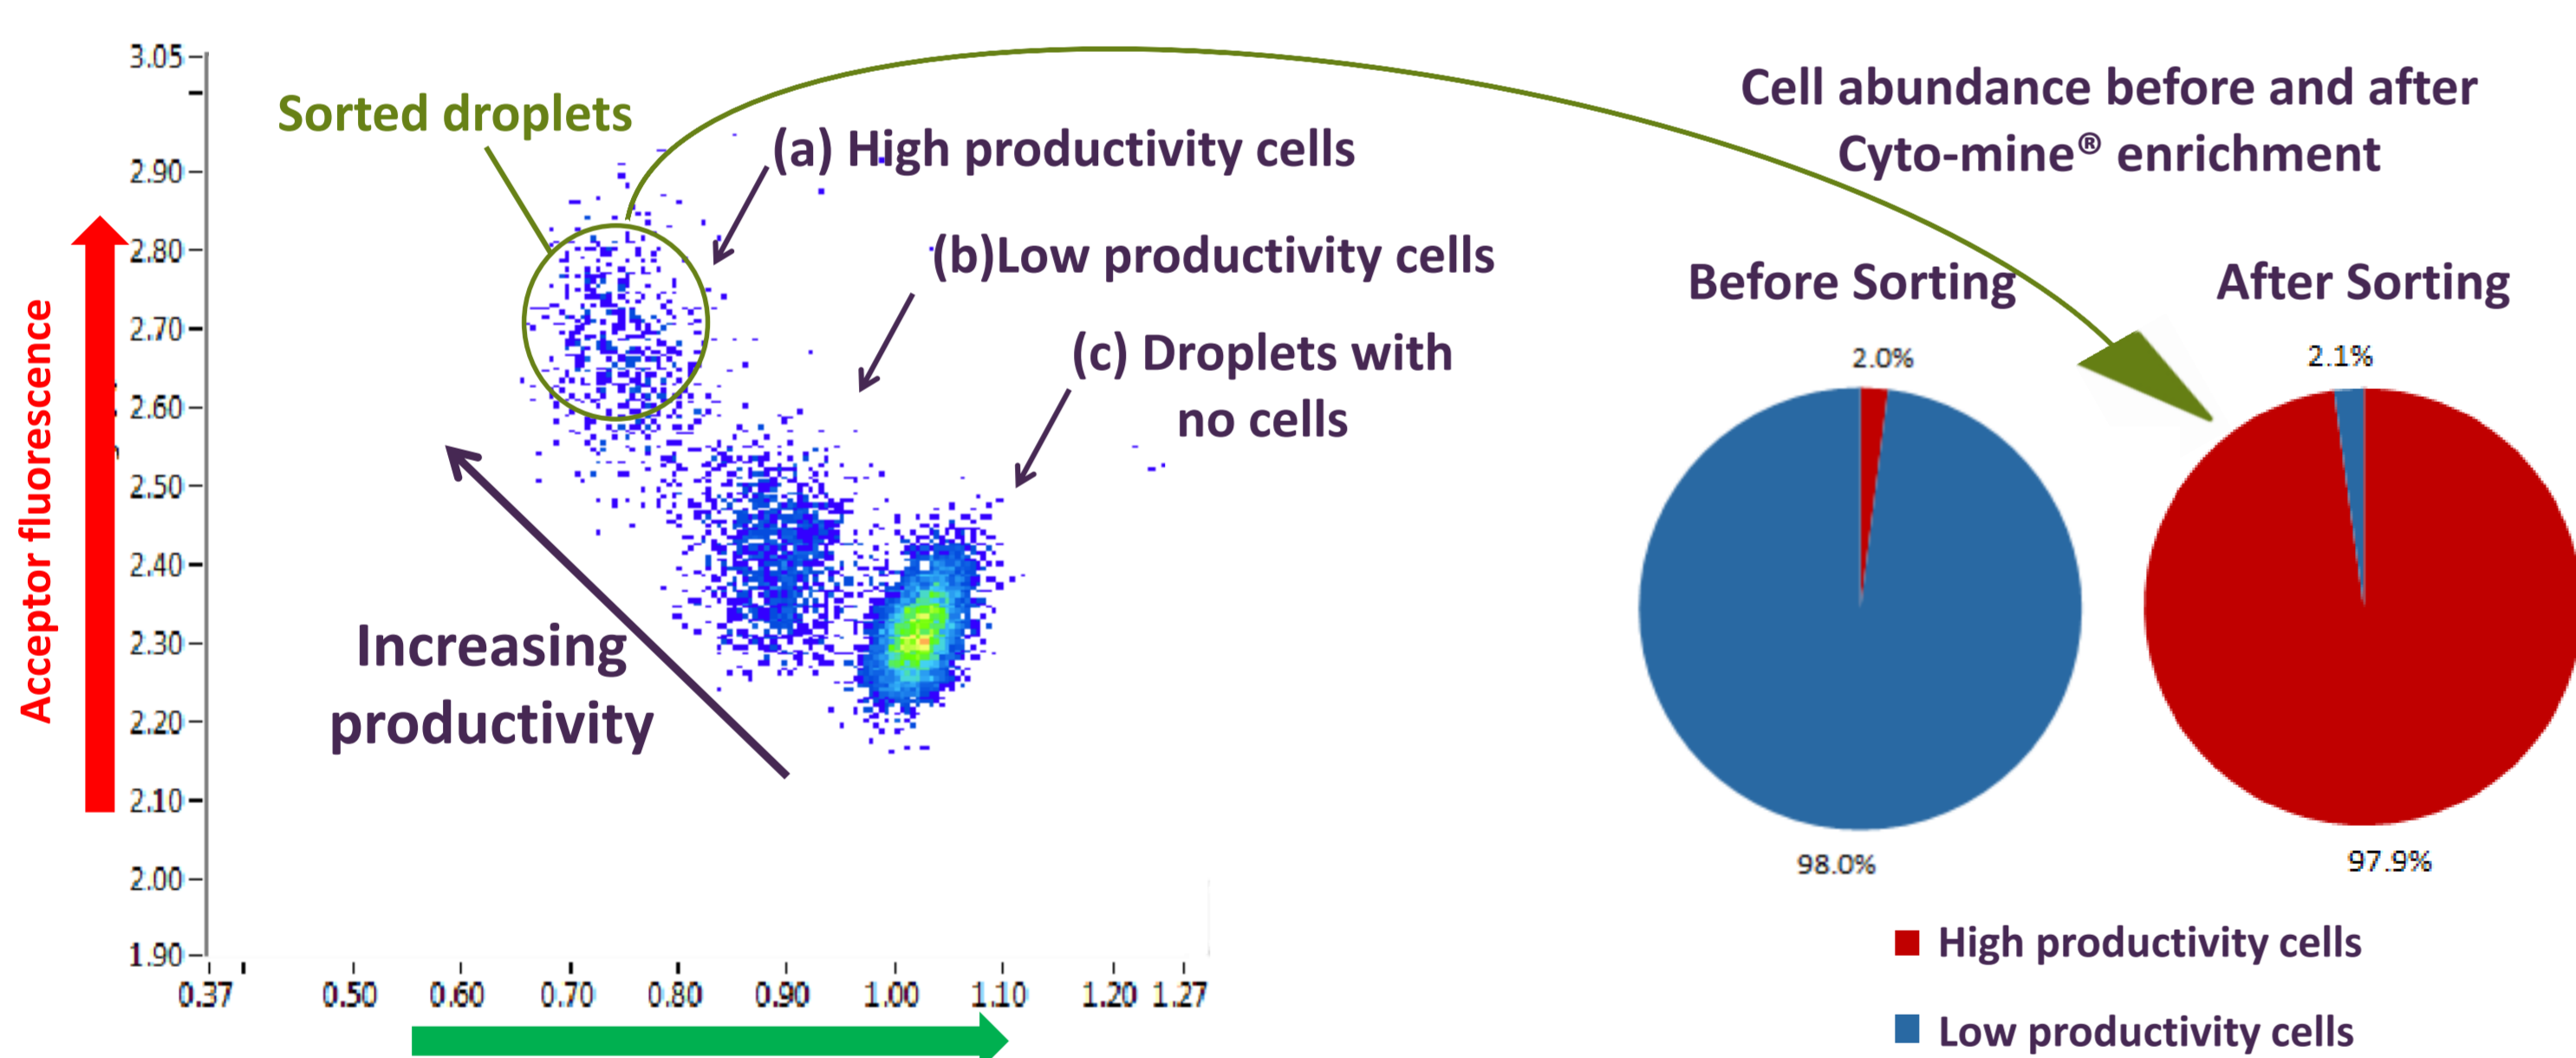 3.05
2.90
2.80
2.70
2.60
2.50
2.40
2.30
2.20
2.10
2.00
1.90
Acceptor fluorescence
Sorted droplets
(a) High productivity cells
(b)Low productivity cells
(c) Droplets with
no cells
Increasing
productivity
0.37 0.50 0.60 0.70 0.80 0.90 1.00 1.10 1.20 1.27
Cell abundance before and after
Cyto-mine® enrichment
Before Sorting
2.0%
98.0%
After Sorting
2.1%
97.9%
High productivity cells
Low productivity cells